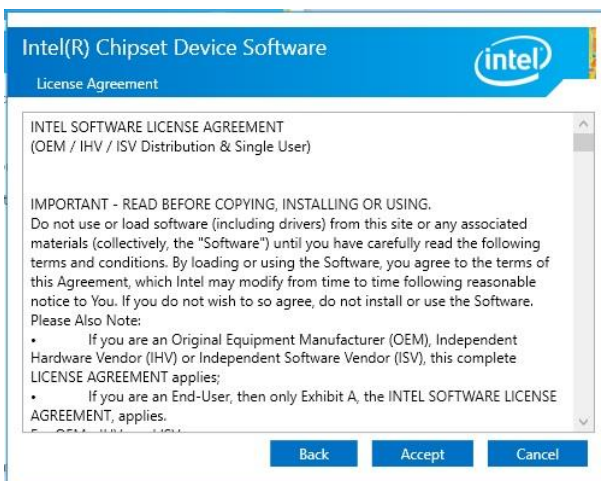 Intel(R) Chipset Device Software
intel
License Agreement
INTEL SOFTWARE LICENSE AGREEMENT
(OEM / IHV / ISV Distribution & Single User)
IMPORTANT - READ BEFORE COPYING, INSTALLING OR USING.
Do not use or load software (including drivers) from this site or any associated
materials (collectively, the "Software") until you have carefully read the following
terms and conditions. By loading or using the Software, you agree to the terms of
this Agreement, which Intel may modify from time to time following reasonable
notice to You. If you do not wish to so agree, do not install or use the Software.
Please Also Note:
• If you are an Original Equipment Manufacturer (OEM), Independent
Hardware Vendor (IHV) or Independent Software Vendor (ISV), this complete
LICENSE AGREEMENT applies;
• If you are an End-User, then only Exhibit A, the INTEL SOFTWARE LICENSE
AGREEMENT, applies.
Back Accept Cancel